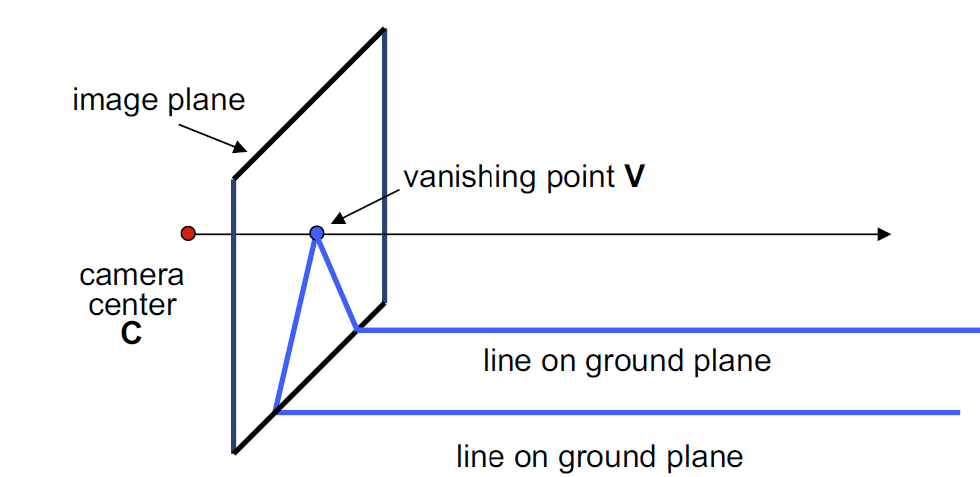 image plane
vanishing point V
camera
center
C
line on ground plane
line on ground plane